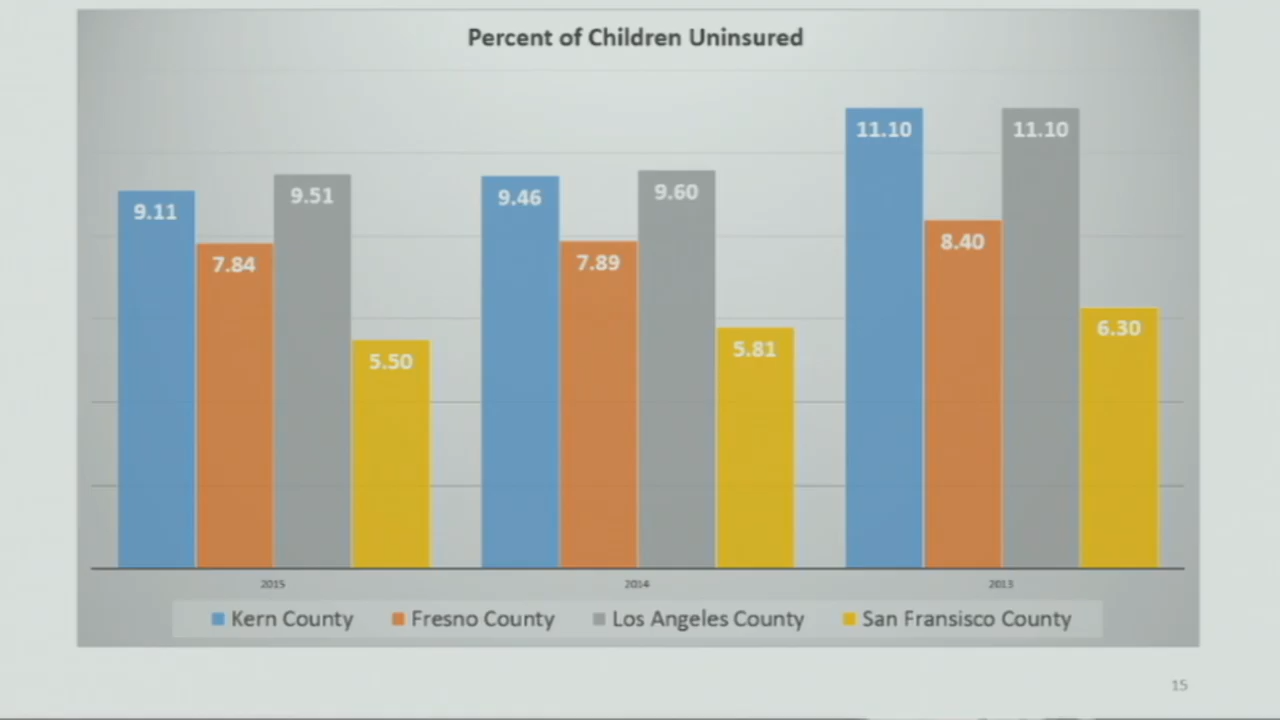 Percent of Children Uninsured
11.10 11.10
9.11 9.51 9.46 9.60
7.84 7.89 8.40
5.50 5.81 6.30
2015 2014 2013
Kern County Fresno County Los Angeles County San Fransisco County
15